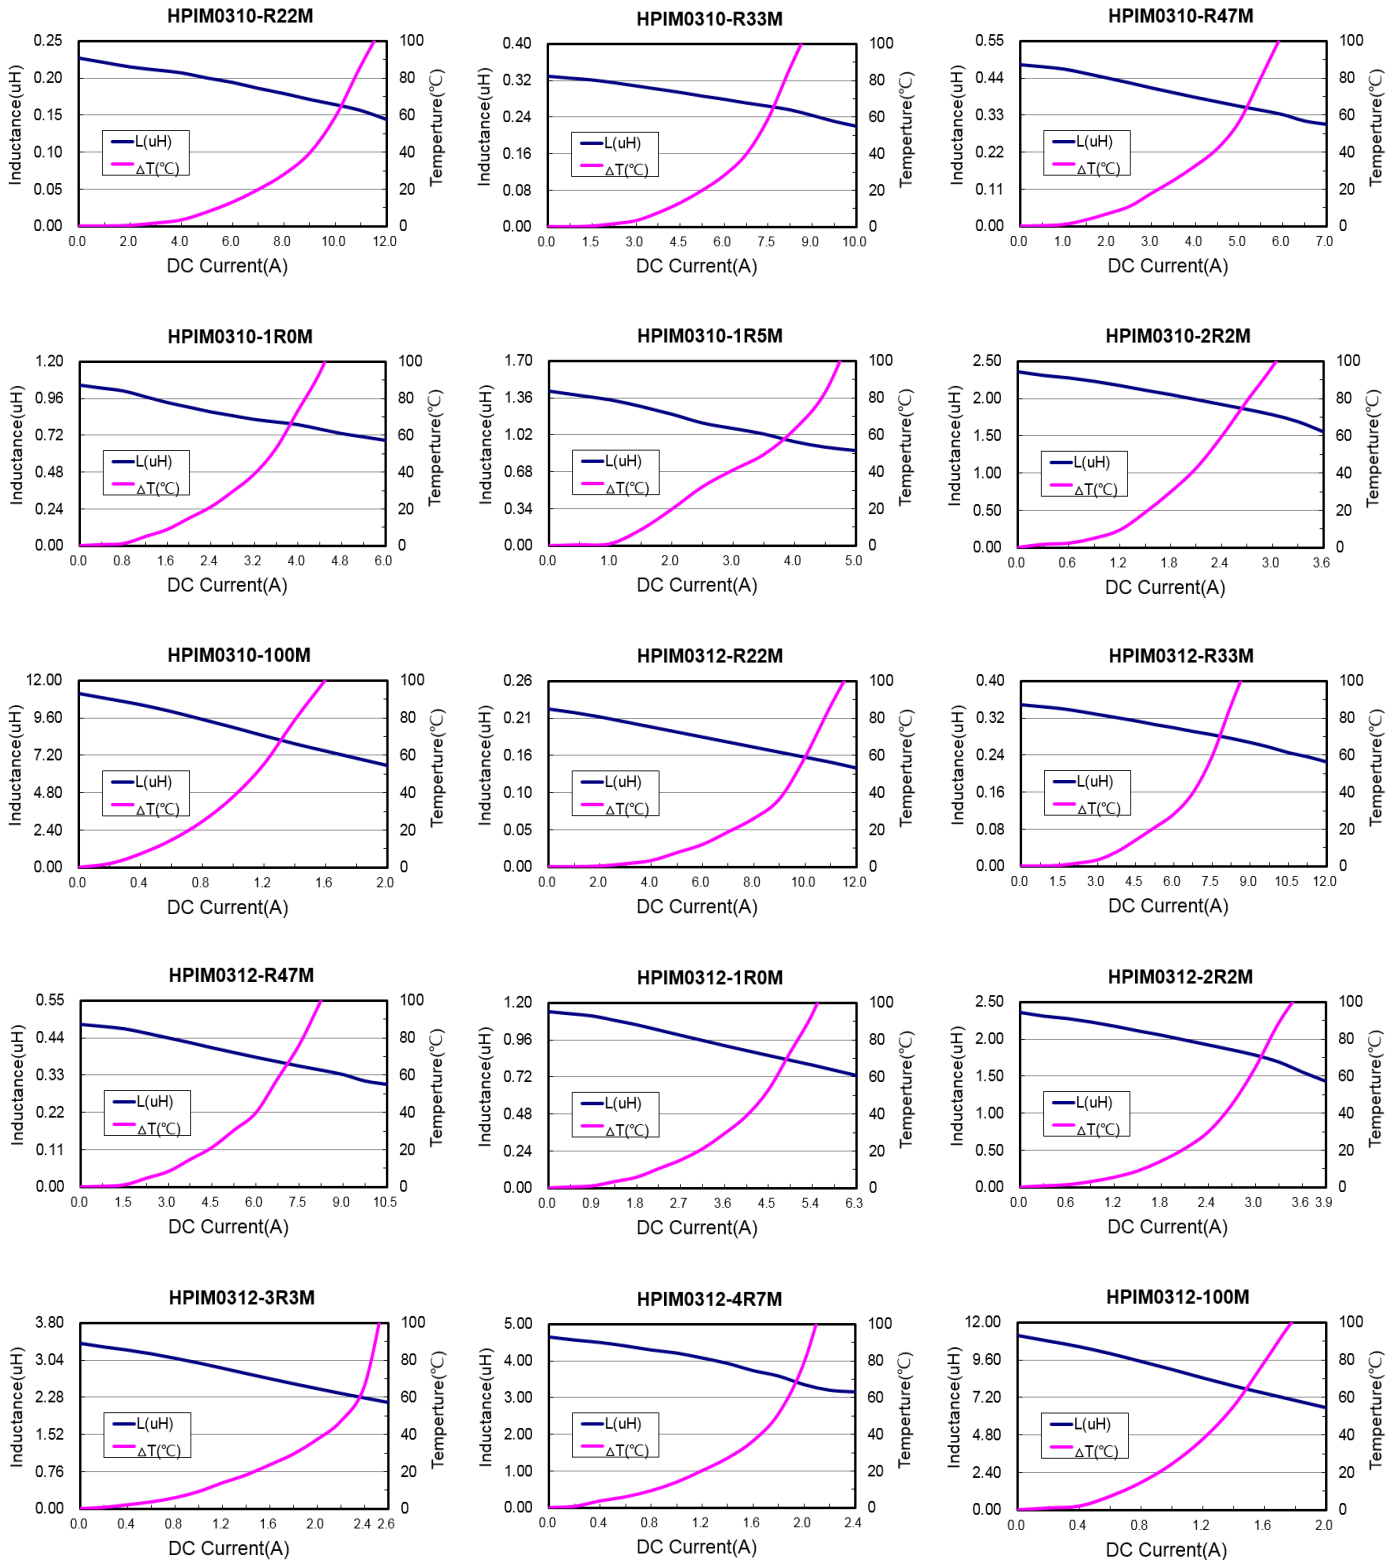 HPIM0310-R22M
Inductance(uH)
0.25
0.20
0.15
0.10
0.05
0.00
L(uH)
△T(℃)
100
80
60
40
20
0
Temperture(℃)
0.0 2.0 4.0 6.0 8.0 10.0 12.0
DC Current(A)
HPIM0310-R33M
Inductance(uH)
0.40
0.32
0.24
0.16
0.08
0.00
L(uH)
△T(℃)
100
80
60
40
20
0
Temperture(℃)
0.0 1.5 3.0 4.5 6.0 7.5 10.0
DC Current(A)
HPIM0310-R47M
Inductance(uH)
0.55
0.44
0.33
0.22
0.11
0.00
L(uH)
△T(℃)
100
80
60
40
20
0
Temperture(℃)
0.0 1.0 2.0 3.0 4.0 5.0 6.0 7.0
DC Current(A)
HPIM0310-1R0M
Inductance(uH)
1.20
0.96
0.72
0.48
0.24
0.00
L(uH)
△T(℃)
100
80
60
40
20
0
Temperture(℃)
0.0 0.8 1.6 2.4 3.2 4.0 4.8 6.0
DC Current(A)
HPIM0310-1R5M
Inductance(uH)
1.70
1.36
1.02
0.68
0.34
0.00
L(uH)
△T(℃)
100
80
60
40
20
0
Temperture(℃)
0.0 1.0 2.0 3.0 4.0 5.0
DC Current(A)
HPIM0310-2R2M
Inductance(uH)
2.50
2.00
1.50
1.00
0.50
0.00
L(uH)
△T(℃)
100
80
60
40
20
0
Temperture(℃)
0.0 0.6 1.2 1.8 2.4 3.0 3.6
DC Current(A)
HPIM0310-100M
Inductance(uH)
12.00
9.60
7.20
4.80
2.40
0.00
L(uH)
△T(℃)
100
80
60
40
20
0
Temperture(℃)
0.0 0.4 0.8 1.2 1.6 2.0
DC Current(A)
HPIM0312-R22M
Inductance(uH)
0.26
0.21
0.16
0.10
0.05
0.00
L(uH)
△T(℃)
100
80
60
40
20
0
Temperture(℃)
0.0 2.0 4.0 6.0 8.0 10.0 12.0
DC Current(A)
HPIM0312-R33M
Inductance(uH)
0.40
0.32
0.24
0.16
0.08
0.00
L(uH)
△T(℃)
100
80
60
40
20
0
Temperture(℃)
0.0 1.5 3.0 4.5 6.0 7.5 9.0 10.5 12.0
DC Current(A)
HPIM0312-R47M
Inductance(uH)
0.55
0.44
0.33
0.22
0.11
0.00
L(uH)
△T(℃)
100
80
60
40
20
0
Temperture(℃)
0.0 1.5 3.0 4.5 6.0 7.5 9.0 10.5
DC Current(A)
HPIM0312-1R0M
Inductance(uH)
1.20
0.96
0.72
0.48
0.24
0.00
L(uH)
△T(℃)
100
80
60
40
20
0
Temperture(℃)
0.0 0.9 1.8 2.7 3.6 4.5 5.4 6.3
DC Current(A)
HPIM0312-2R2M
Inductance(uH)
2.50
2.00
1.50
1.00
0.50
0.00
L(uH)
△T(℃)
100
80
60
40
20
0
Temperture(℃)
0.0 0.6 1.2 1.8 2.4 3.0 3.6 3.9
DC Current(A)
HPIM0312-3R3M
Inductance(uH)
3.80
3.04
2.28
1.52
0.76
0.00
L(uH)
△T(℃)
100
80
60
40
20
0
Temperture(℃)
0.0 0.4 0.8 1.2 1.6 2.0 2.4 2.6
DC Current(A)
HPIM0312-4R7M
Inductance(uH)
5.00
4.00
3.00
2.00
1.00
0.00
L(uH)
△T(℃)
100
80
60
40
20
0
Temperture(℃)
0.0 0.4 0.8 1.2 1.6 2.0 2.4
DC Current(A)
HPIM0312-100M
Inductance(uH)
12.00
9.60
7.20
4.80
2.40
0.00
L(uH)
△T(℃)
100
80
60
40
20
0
Temperture(℃)
0.0 0.4 0.8 1.2 1.6 2.0
DC Current(A)